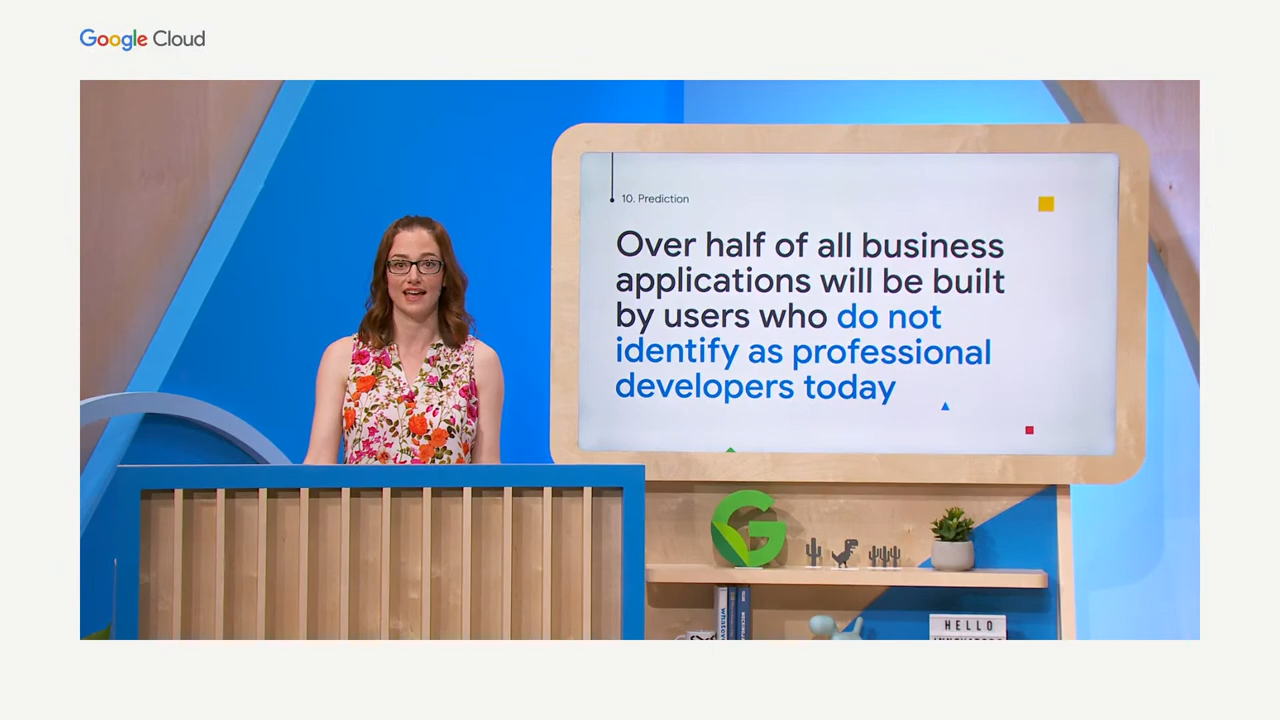 Google Cloud
10. Prediction
Over half of all business
applications will be built
by users who do not
identify as professional
developers today
G
HELLO